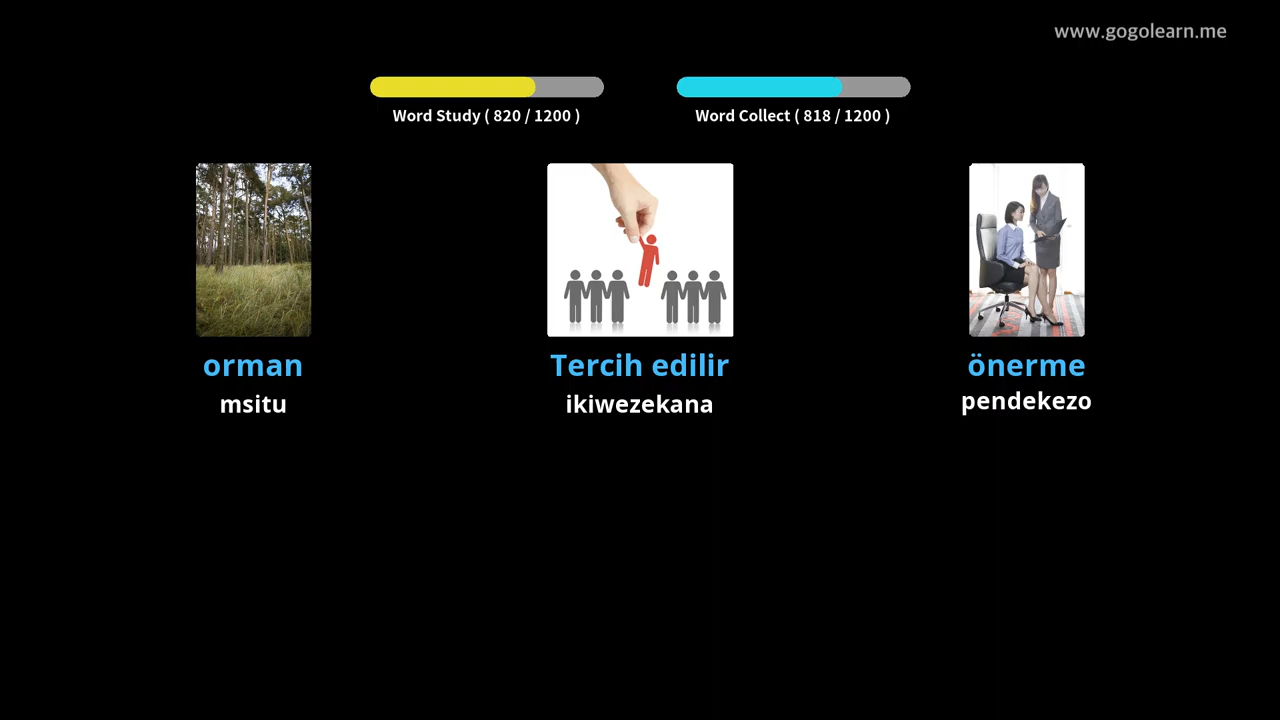 www.gogolearn.me
Word Study ( 820 / 1200 )
Word Collect ( 818 / 1200 )
orman
msitu
Tercih edilir
ikiwezekana
önerme
pendekezo